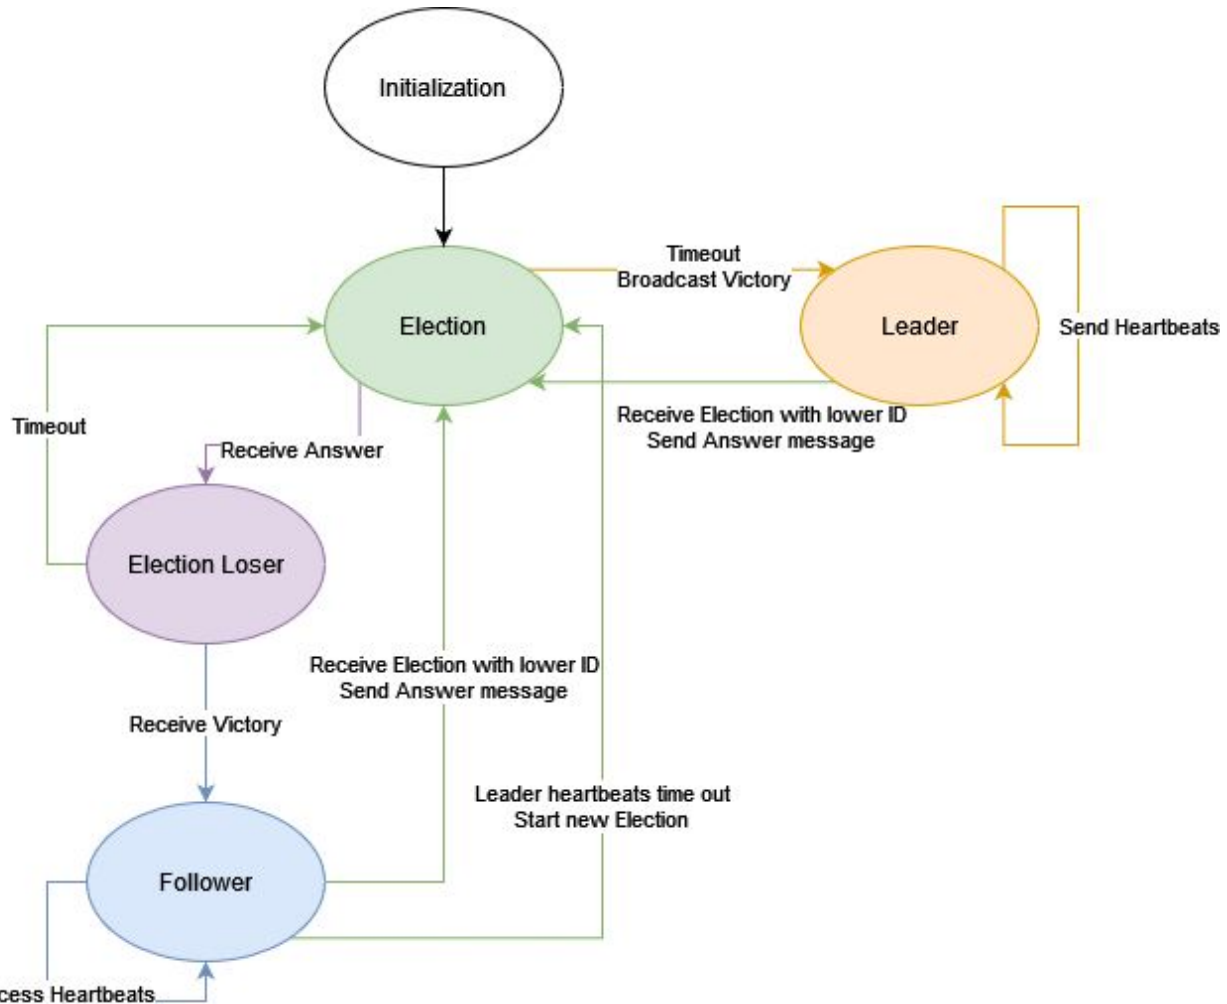 Initialization
Timeout
Broadcast Victory
Election
Leader
Send Heartbeats
Receive Election with lower ID
Send Answer message
Timeout
Receive Answer
Election Loser
Receive Election with lower ID
Send Answer message
Receive Victory
Leader heartbeats time out
Start new Election
Follower
Heartbeats